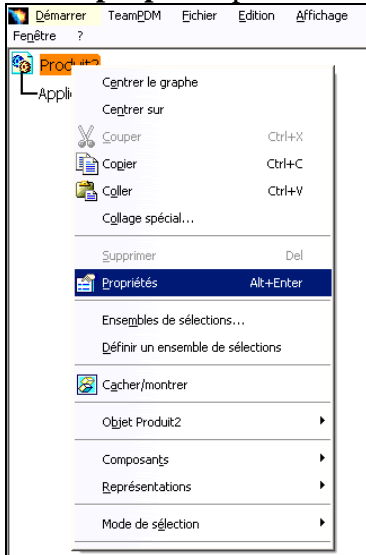 Démarrer TeamPDM Fichier Edition Affichage
Fenêtre ?
Produit2
Appli
Centrer le graphe
Centrer sur
Couper Ctrl+X
Copier Ctrl+C
Coller Ctrl+V
Collage spécial...
Supprimer Del
Propriétés Alt+Enter
Ensembles de sélections...
Définir un ensemble de sélections
Cacher/montrer
Objet Produit2
Composants
Représentations
Mode de sélection